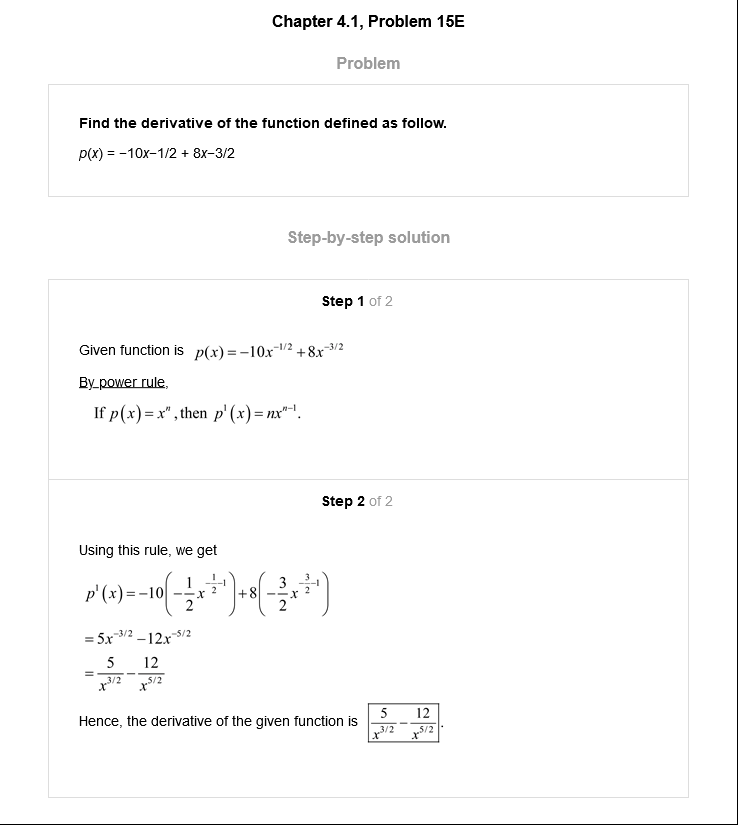 Chapter 4.1, Problem 15E
Problem
Find the derivative of the function defined as follow.
p(x) = −10x−1/2 + 8x−3/2
Step-by-step solution
Step 1 of 2
Given function is p(x) = −10x^{−1/2} + 8x^{−3/2}
By power rule,
If p(x) = x^n, then p^1(x) = nx^{n−1}.
Step 2 of 2
Using this rule, we get
p^1(x) = −10(−\frac{1}{2}x^{−\frac{1}{2}−1}) + 8(−\frac{3}{2}x^{−\frac{3}{2}−1})
= 5x^{−3/2} − 12x^{−5/2}
= \frac{5}{x^{3/2}} − \frac{12}{x^{5/2}}
Hence, the derivative of the given function is \frac{5}{x^{3/2}} − \frac{12}{x^{5/2}}.